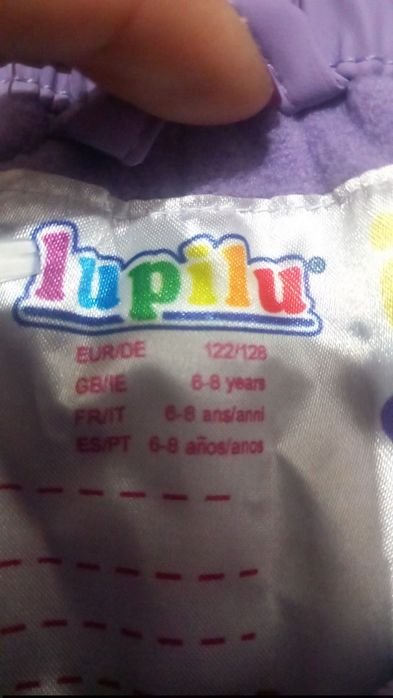 lupilu®
EUR/DE 122/128
GB/IE 6-8 years
FR/IT 6-8 ans/anni
ES/PT 6-8 años/anos